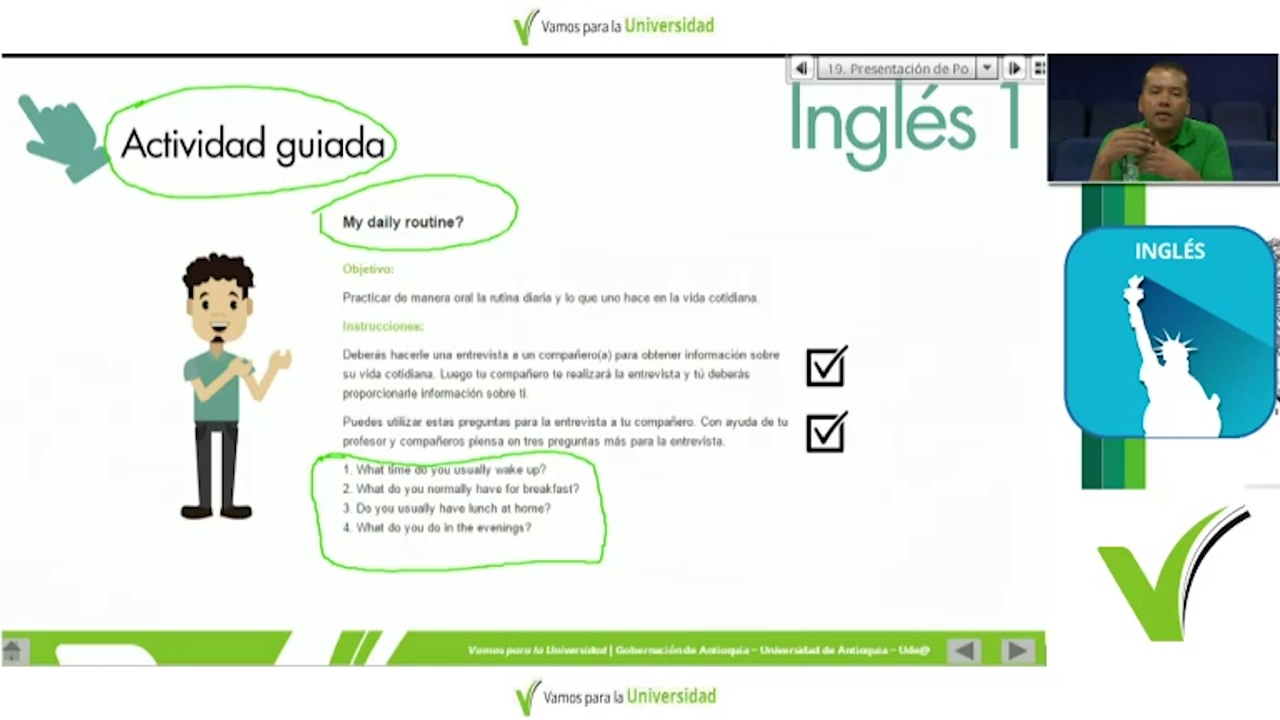 Vamos para la Universidad
19. Presentación de Po
Inglés 1
Actividad guiada
My daily routine?
Objetivo:
Practicar de manera oral la rutina diaria y lo que uno hace en la vida cotidiana.
Instrucciones:
Deberás hacerle una entrevista a un compañero(a) para obtener información sobre
su vida cotidiana. Luego tu compañero te realizará la entrevista y tú deberás
proporcionarle información sobre ti.
Puedes utilizar estas preguntas para la entrevista a tu compañero. Con ayuda de tu
profesor y compañeros piensa en tres preguntas más para la entrevista.
1. What time do you usually wake up?
2. What do you normally have for breakfast?
3. Do you usually have lunch at home?
4. What do you do in the evenings?
INGLÉS
Vamos para la Universidad | Gobernación de Antioquia – Universidad de Antioquia – Ude@
Vamos para la Universidad